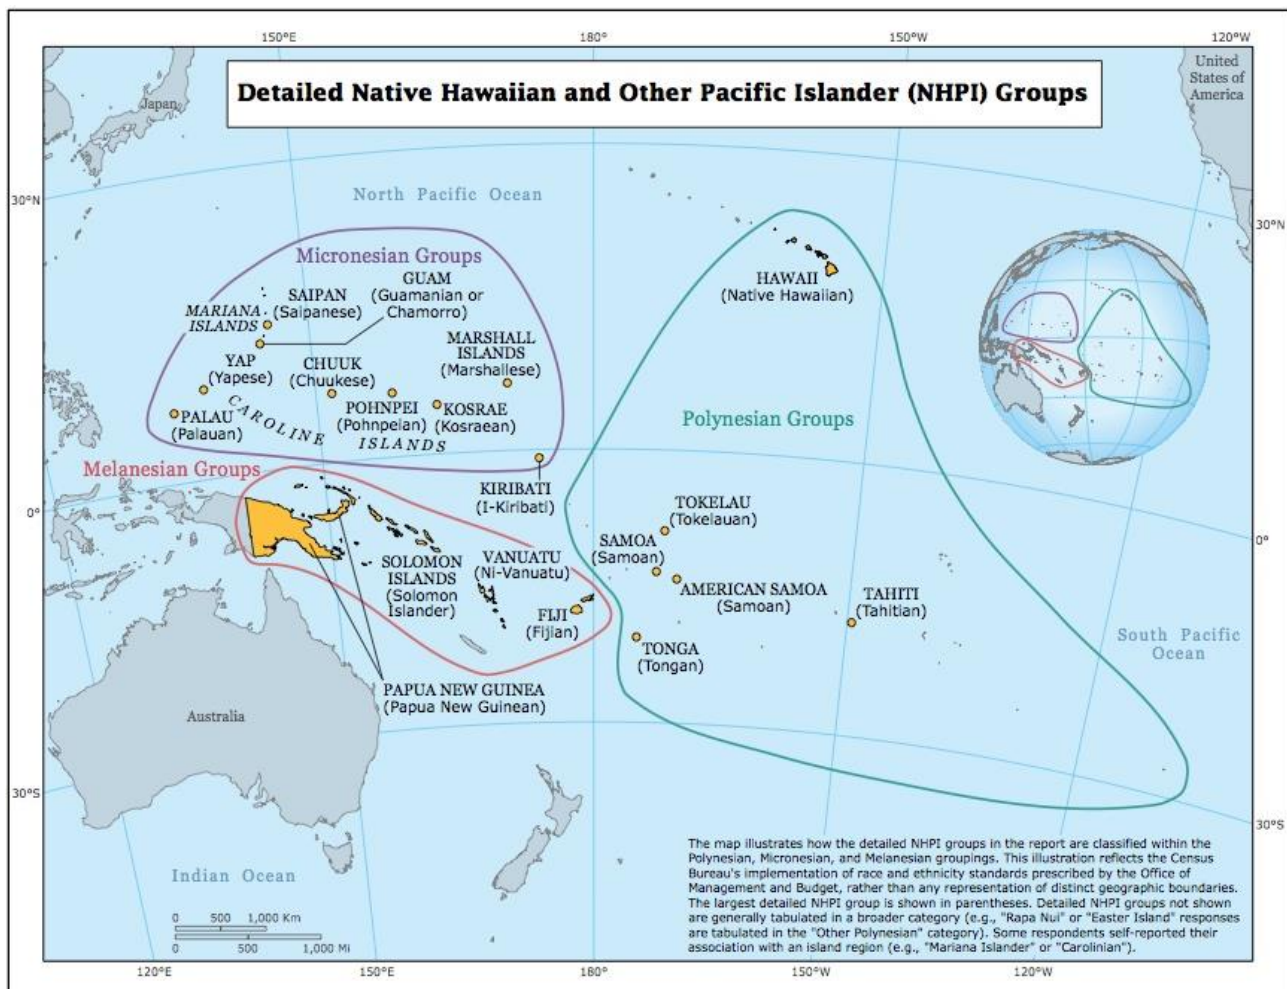 150°E
180°
150°W
120°W
United
States of
America
Japan
Detailed Native Hawaiian and Other Pacific Islander (NHPI) Groups
30°N
North Pacific Ocean
30°N
Micronesian Groups
GUAM
(Guamanian or
Chamorro)
SAIPAN
(Saipanese)
MARIANA
ISLANDS
HAWAII
(Native Hawaiian)
MARSHALL
ISLANDS
(Marshallese)
YAP
(Yapese)
CHUUK
(Chuukese)
PALAU
(Palauan)
POHNPEI
(Pohnpeian)
KOSRAE
(Kosraean)
CAROLINE ISLANDS
Polynesian Groups
Melanesian Groups
KIRIBATI
(I-Kiribati)
0°
TOKELAU
(Tokelauan)
0°
SAMOA
(Samoan)
SOLOMON
ISLANDS
(Solomon
Islander)
VANUATU
(Ni-Vanuatu)
AMERICAN SAMOA
(Samoan)
TAHITI
(Tahitian)
FIJI
(Fijian)
TONGA
(Tongan)
South Pacific
Ocean
PAPUA NEW GUINEA
(Papua New Guinean)
Australia
30°S
30°S
Indian Ocean
0 500 1,000 Km
0 500 1,000 Mi
The map illustrates how the detailed NHPI groups in the report are classified within the
Polynesian, Micronesian, and Melanesian groupings. This illustration reflects the Census
Bureau's implementation of race and ethnicity standards prescribed by the Office of
Management and Budget, rather than any representation of distinct geographic boundaries.
The largest detailed NHPI group is shown in parentheses. Detailed NHPI groups not shown
are generally tabulated in a broader category (e.g., "Rapa Nui" or "Easter Island" responses
are tabulated in the "Other Polynesian" category). Some respondents self-reported their
association with an island region (e.g., "Mariana Islander" or "Carolinian").
120°E
150°E
180°
150°W
120°W